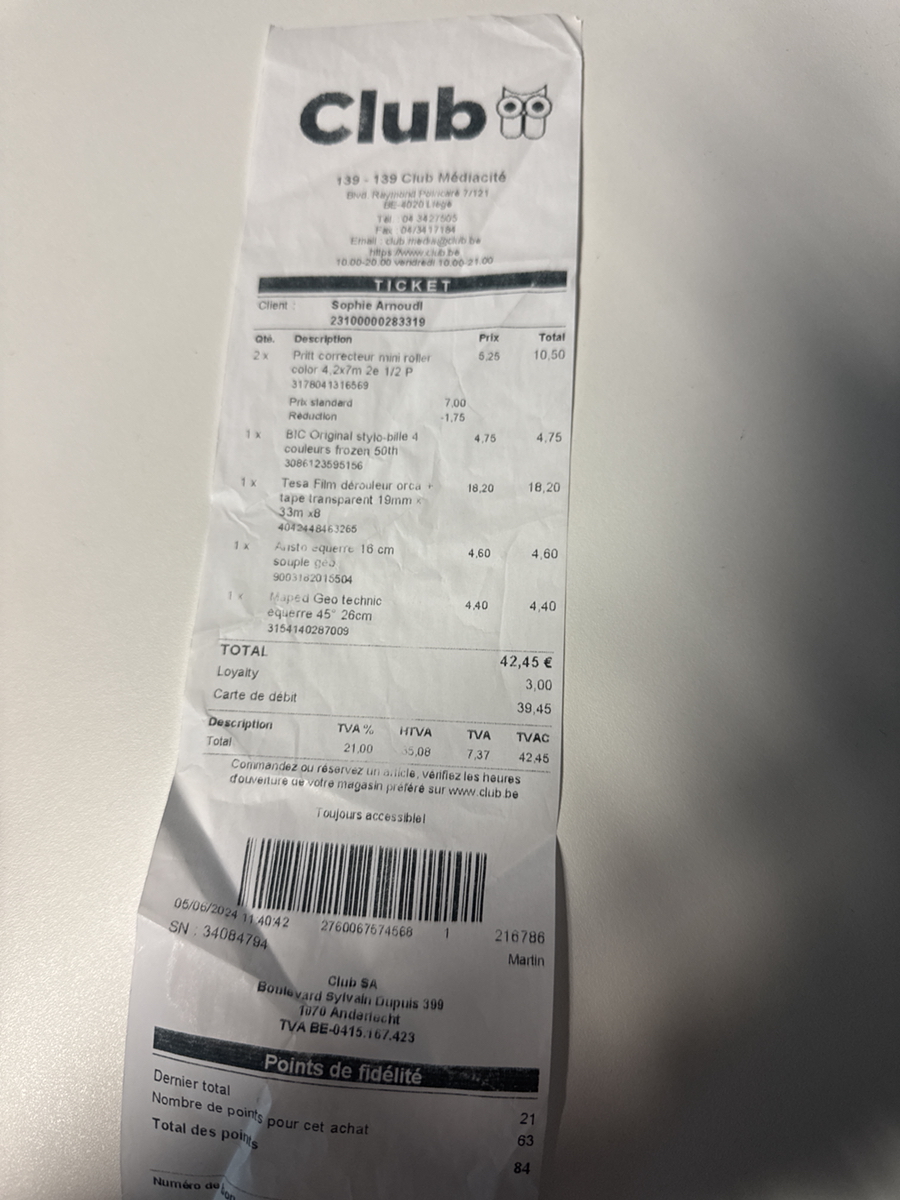 Club
139 - 139 Club Médiacité
Blvd. Raymond Poincaré 7/121
BE-4020 Liège
Tél : 04 3427505
Fax : 04/3417184
Email : club.media@club.be
https://www.club.be
10.00-20.00 vendredi 10.00-21.00
TICKET
Client : Sophie Arnoudi
23100000283319
Qté. Description Prix Total
2 x Pritt correcteur mini roller 5,25 10,50
color 4,2x7m 2e 1/2 P
3178041316569
Prix standard 7,00
Réduction -1,75
1 x BIC Original stylo-bille 4 4,75 4,75
couleurs frozen 50th
3086123595156
1 x Tesa Film dérouleur orca + 18,20 18,20
tape transparent 19mm x
33m x8
4042448463265
1 x Aristo equerre 16 cm 4,60 4,60
souple géo
9003162015504
1 x Maped Geo technic 4,40 4,40
équerre 45° 26cm
3154140287009
TOTAL 42,45 €
Loyalty 3,00
Carte de débit 39,45
Description TVA % HTVA TVA TVAC
Total 21,00 35,08 7,37 42,45
Commandez ou réservez un article, vérifiez les heures
d'ouverture de votre magasin préféré sur www.club.be
Toujours accessible!
05/06/2024 11:40:42 2760067574568 1 216786
SN : 34084794 Martin
Club SA
Boulevard Sylvain Dupuis 399
1070 Anderlecht
TVA BE-0415.167.423
Points de fidélité
Dernier total 21
Nombre de points pour cet achat 63
Total des points 84
Numéro du